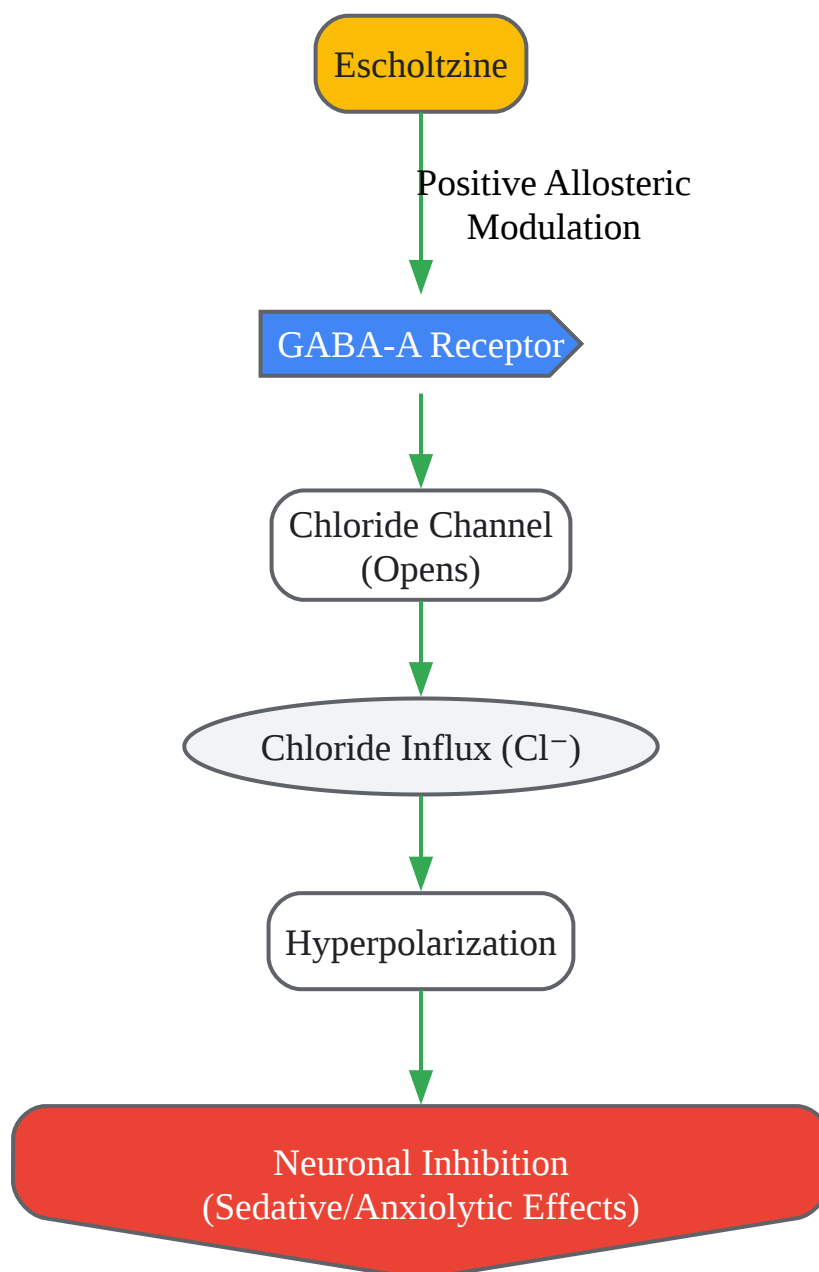 Escholtzine
Positive Allosteric
Modulation
GABA-A Receptor
Chloride Channel
(Opens)
Chloride Influx (Cl⁻)
Hyperpolarization
Neuronal Inhibition
(Sedative/Anxiolytic Effects)